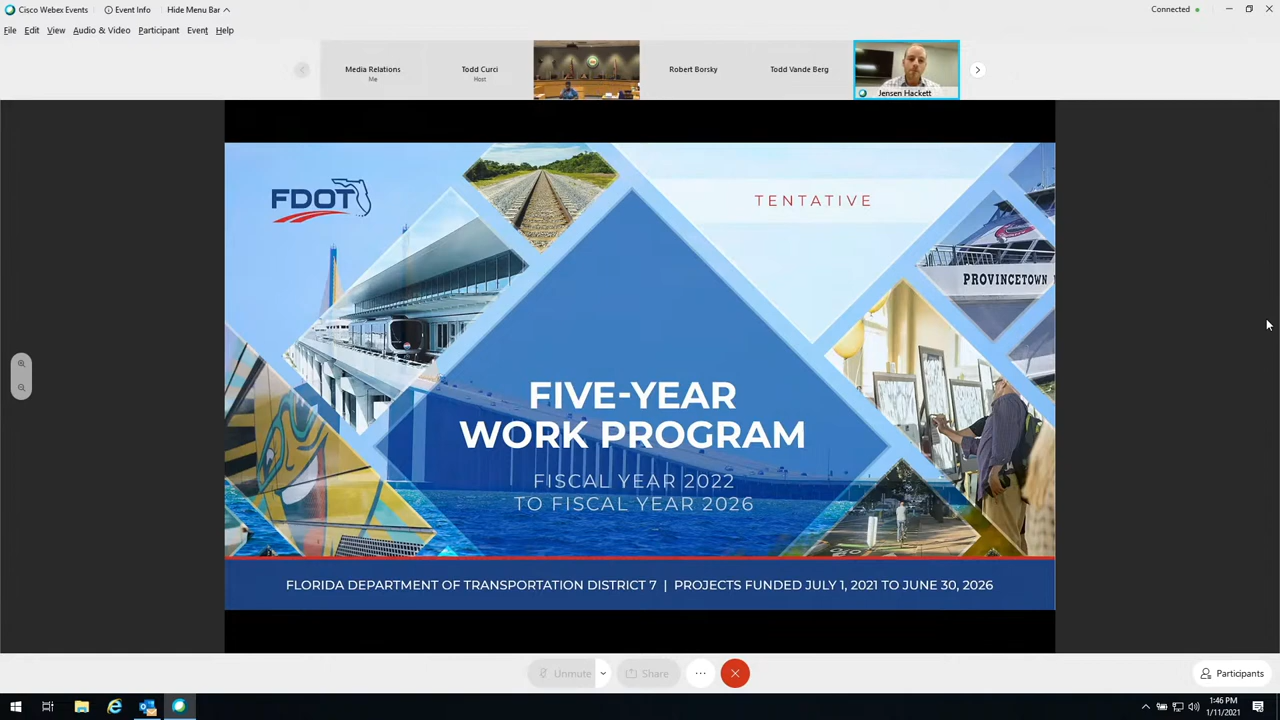 Cisco Webex Events
Event Info
Hide Menu Bar
Connected
File Edit View Audio & Video Participant Event Help
Media Relations
Me
Todd Curci
Host
Robert Borsky
Todd Vande Berg
Jensen Hackett
FDOT
TENTATIVE
PROVINCETOWN
FIVE-YEAR
WORK PROGRAM
FISCAL YEAR 2022
TO FISCAL YEAR 2026
FLORIDA DEPARTMENT OF TRANSPORTATION DISTRICT 7 | PROJECTS FUNDED JULY 1, 2021 TO JUNE 30, 2026
Unmute
Share
Participants
1:46 PM
1/11/2021